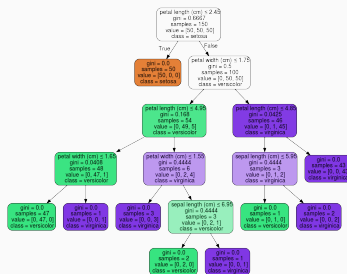 petal length (cm) ≤ 2.45
gini = 0.6667
samples = 150
value = [50, 50, 50]
class = setosa
True
False
gini = 0.0
samples = 50
value = [50, 0, 0]
class = setosa
petal width (cm) ≤ 1.75
gini = 0.5
samples = 100
value = [0, 50, 50]
class = versicolor
petal length (cm) ≤ 4.95
gini = 0.168
samples = 54
value = [0, 49, 5]
class = versicolor
petal length (cm) ≤ 4.85
gini = 0.0425
samples = 46
value = [0, 1, 45]
class = virginica
petal width (cm) ≤ 1.65
gini = 0.0408
samples = 48
value = [0, 47, 1]
class = versicolor
petal width (cm) ≤ 1.55
gini = 0.4444
samples = 6
value = [0, 2, 4]
class = virginica
sepal length ≤ 5.95
gini = 0.4444
samples = 3
value = [0, 1, 2]
class = virginica
gini = 0.0
samples = 43
value = [0, 0, 43]
class = virginica
gini = 0.0
samples = 47
value = [0, 47, 0]
class = versicolor
gini = 0.0
samples = 1
value = [0, 0, 1]
class = virginica
gini = 0.0
samples = 3
value = [0, 0, 3]
class = virginica
sepal length ≤ 6.95
gini = 0.4444
samples = 3
value = [0, 2, 1]
class = versicolor
gini = 0.0
samples = 1
value = [0, 1, 0]
class = versicolor
gini = 0.0
samples = 2
value = [0, 0, 2]
class = virginica
gini = 0.0
samples = 2
value = [0, 2, 0]
class = versicolor
gini = 0.0
samples = 1
value = [0, 0, 1]
class = virginica